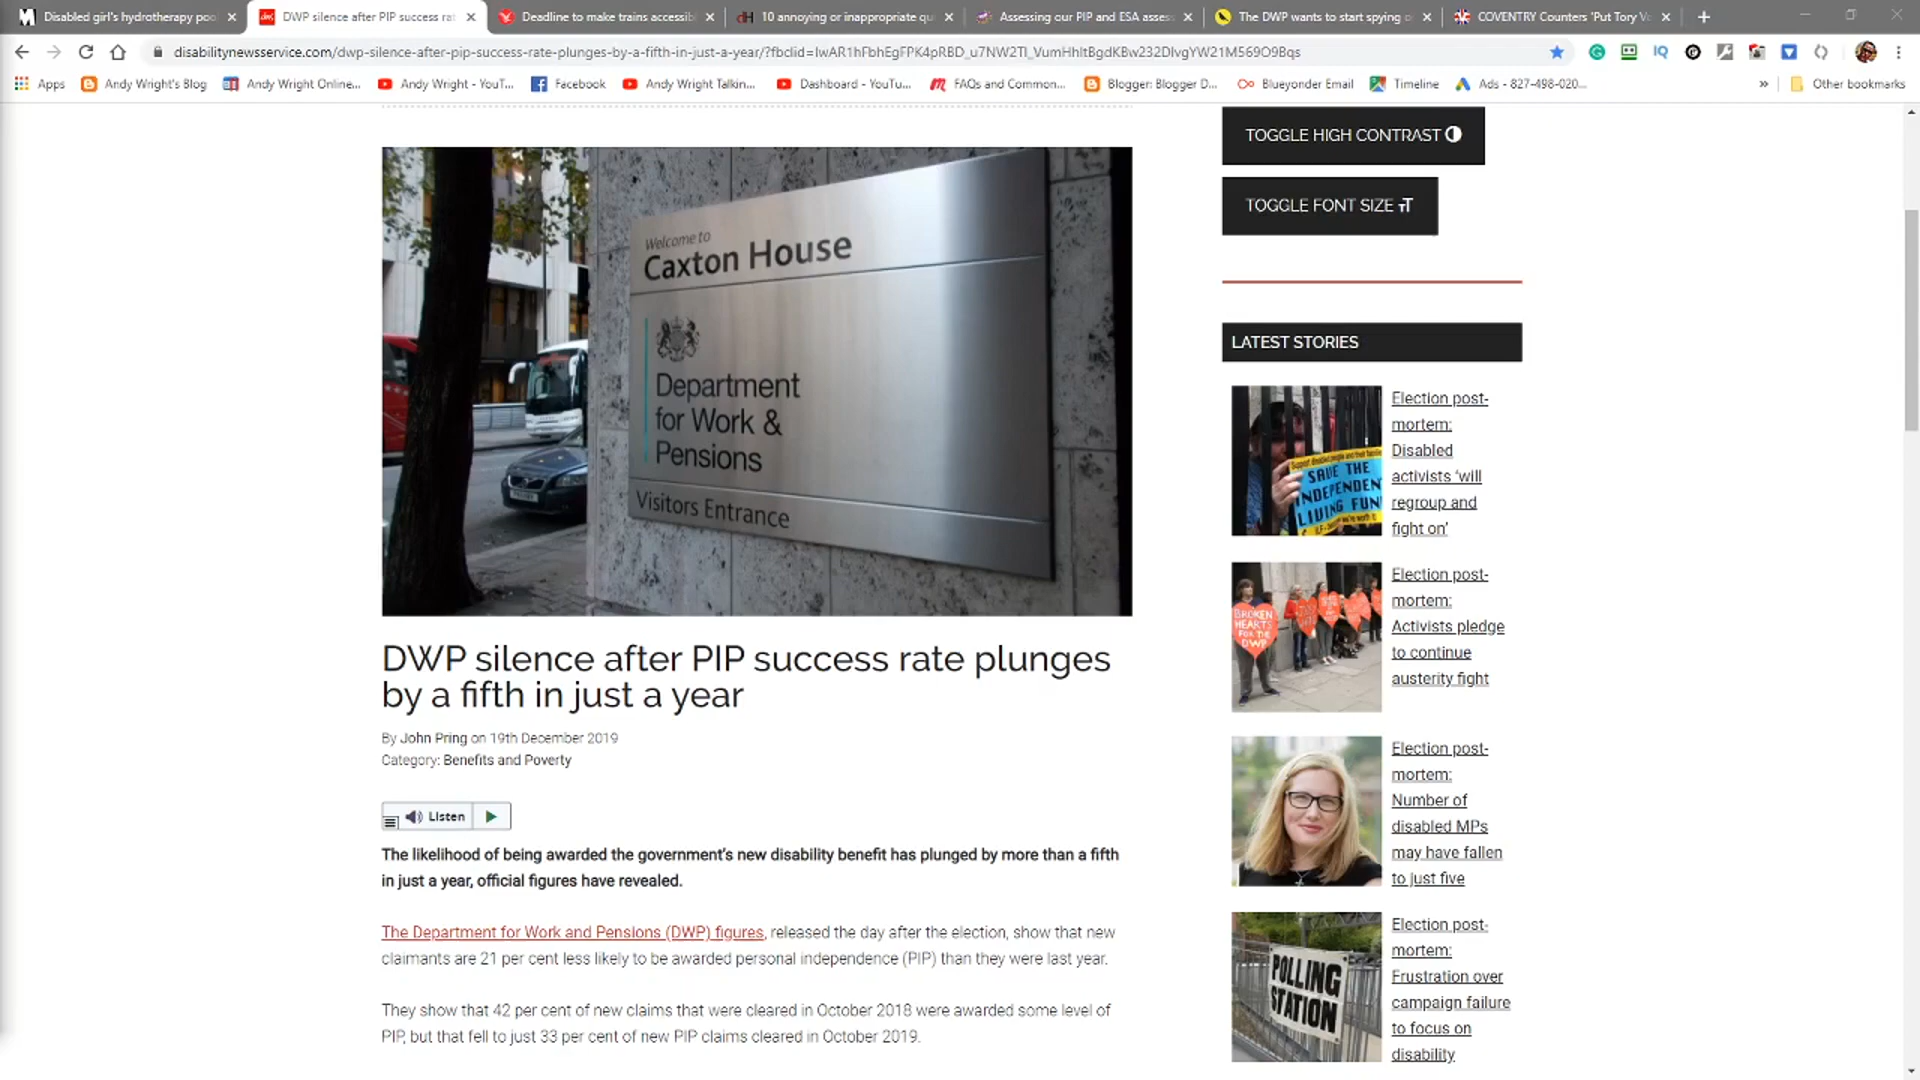 Disabled girl's hydrotherapy poo
DWP silence after PIP success rat
Deadline to make trains accessib
10 annoying or inappropriate qu
Assessing our PIP and ESA asses
The DWP wants to start spying o
COVENTRY Counters 'Put Tory V
disabilitynewsservice.com/dwp-silence-after-pip-success-rate-plunges-by-a-fifth-in-just-a-year/?fbclid=IwAR1hFbhEgFPK4pRBD_u7NW2TI_VumHhltBgdKBw232DlvgYW21M569O9Bqs
Apps
Andy Wright's Blog
Andy Wright Online...
Andy Wright - YouT...
Facebook
Andy Wright Talkin...
Dashboard - YouTu...
FAQs and Common...
Blogger: Blogger D...
Blueyonder Email
Timeline
Ads - 827-498-020...
Other bookmarks
TOGGLE HIGH CONTRAST
TOGGLE FONT SIZE
Welcome to
Caxton House
Department
for Work &
Pensions
Visitors Entrance
DWP silence after PIP success rate plunges
by a fifth in just a year
By John Pring on 19th December 2019
Category: Benefits and Poverty
Listen
The likelihood of being awarded the government's new disability benefit has plunged by more than a fifth
in just a year, official figures have revealed.
The Department for Work and Pensions (DWP) figures, released the day after the election, show that new
claimants are 21 per cent less likely to be awarded personal independence (PIP) than they were last year.
They show that 42 per cent of new claims that were cleared in October 2018 were awarded some level of
PIP, but that fell to just 33 per cent of new PIP claims cleared in October 2019.
LATEST STORIES
SAVE THE
INDEPENDEN
LIVING FUN
Election post-
mortem:
Disabled
activists 'will
regroup and
fight on'
BROKEN
HEARTS
FOR THE
DWP
Election post-
mortem:
Activists pledge
to continue
austerity fight
Election post-
mortem:
Number of
disabled MPs
may have fallen
to just five
POLLING
STATION
Election post-
mortem:
Frustration over
campaign failure
to focus on
disability